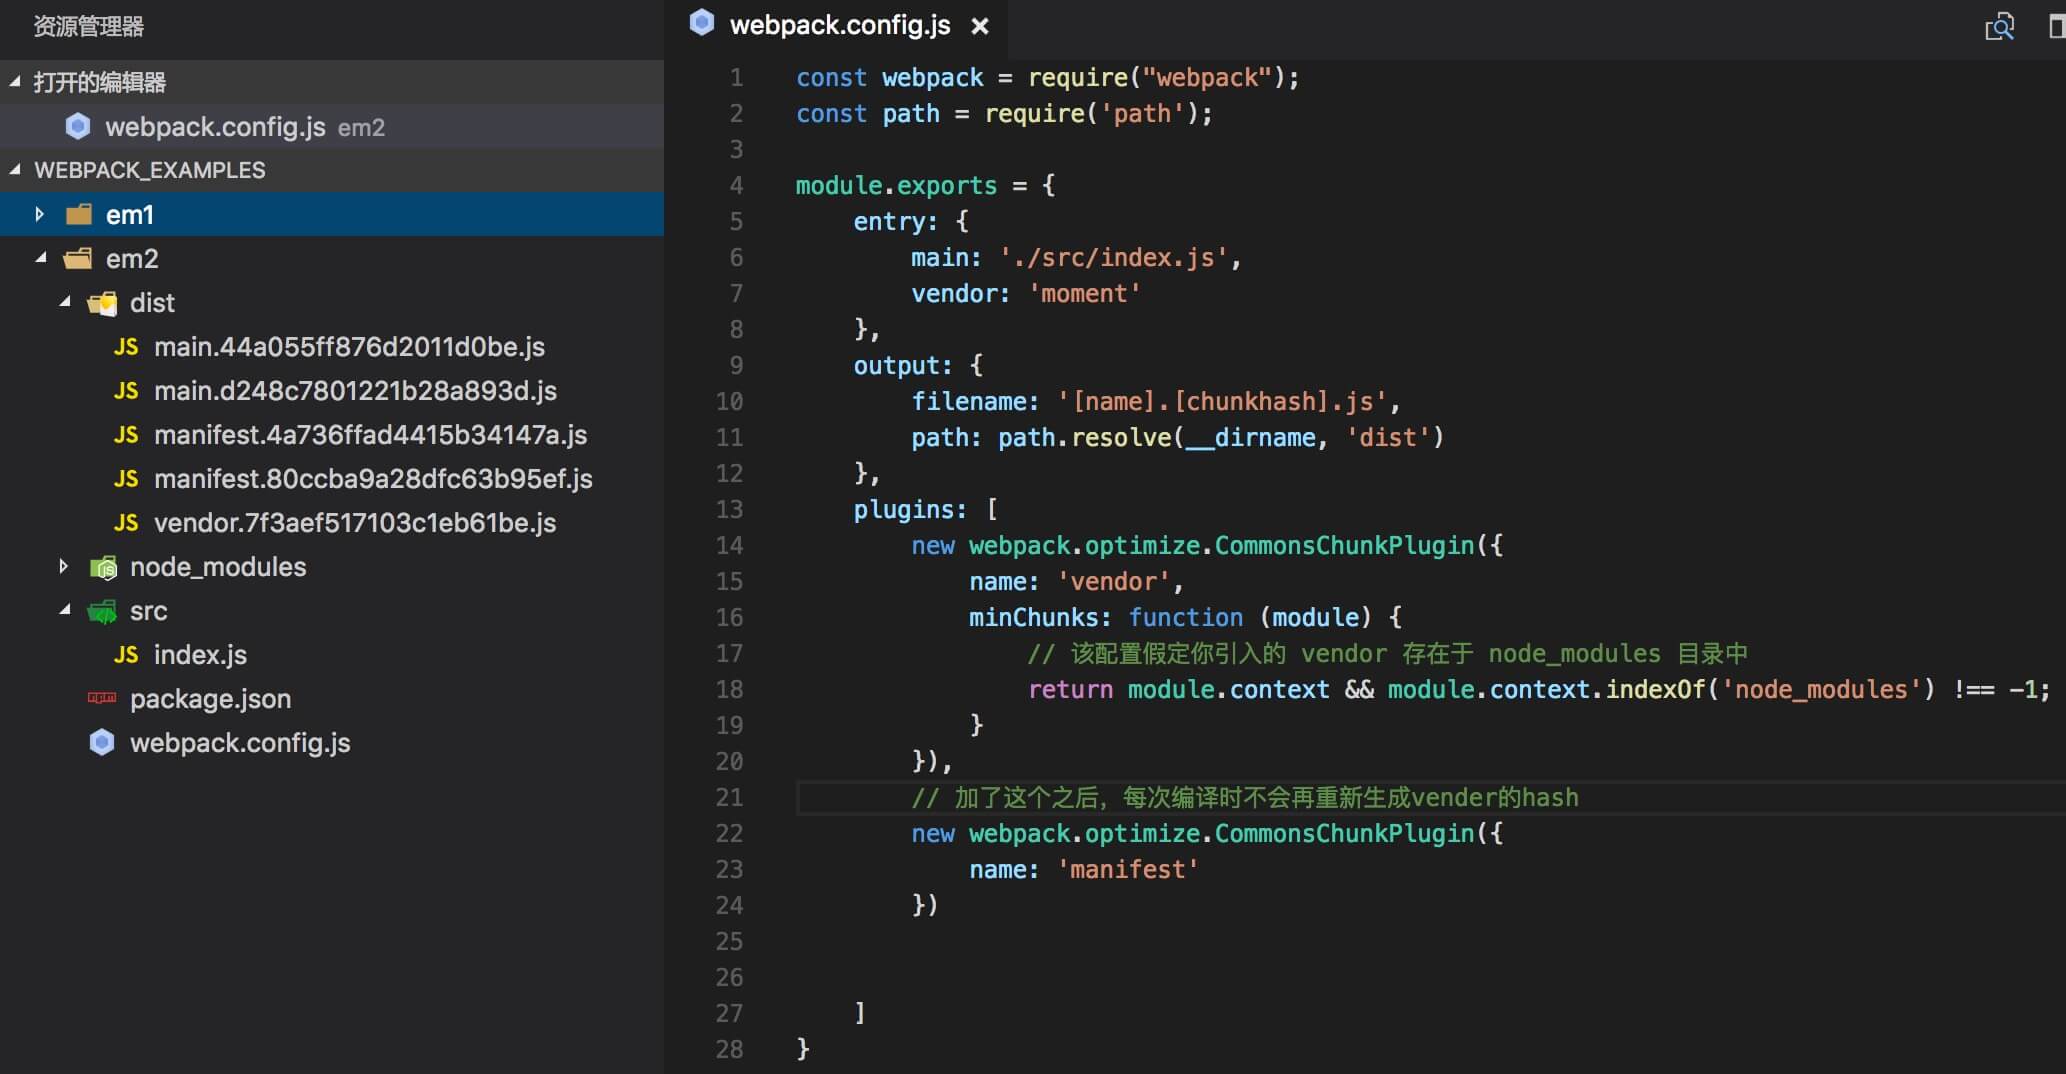 资源管理器
打开的编辑器
webpack.config.js em2
WEBPACK_EXAMPLES
em1
em2
dist
JS main.44a055ff876d2011d0be.js
JS main.d248c7801221b28a893d.js
JS manifest.4a736ffad4415b34147a.js
JS manifest.80ccba9a28dfc63b95ef.js
JS vendor.7f3aef517103c1eb61be.js
node_modules
src
JS index.js
package.json
webpack.config.js
webpack.config.js
1 const webpack = require("webpack");
2 const path = require('path');
3
4 module.exports = {
5 entry: {
6 main: './src/index.js',
7 vendor: 'moment'
8 },
9 output: {
10 filename: '[name].[chunkhash].js',
11 path: path.resolve(__dirname, 'dist')
12 },
13 plugins: [
14 new webpack.optimize.CommonsChunkPlugin({
15 name: 'vendor',
16 minChunks: function (module) {
17 // 该配置假定你引入的 vendor 存在于 node_modules 目录中
18 return module.context && module.context.indexOf('node_modules') !== -1;
19 }
20 }),
21 // 加了这个之后，每次编译时不会再重新生成vender的hash
22 new webpack.optimize.CommonsChunkPlugin({
23 name: 'manifest'
24 })
25
26
27 ]
28 }